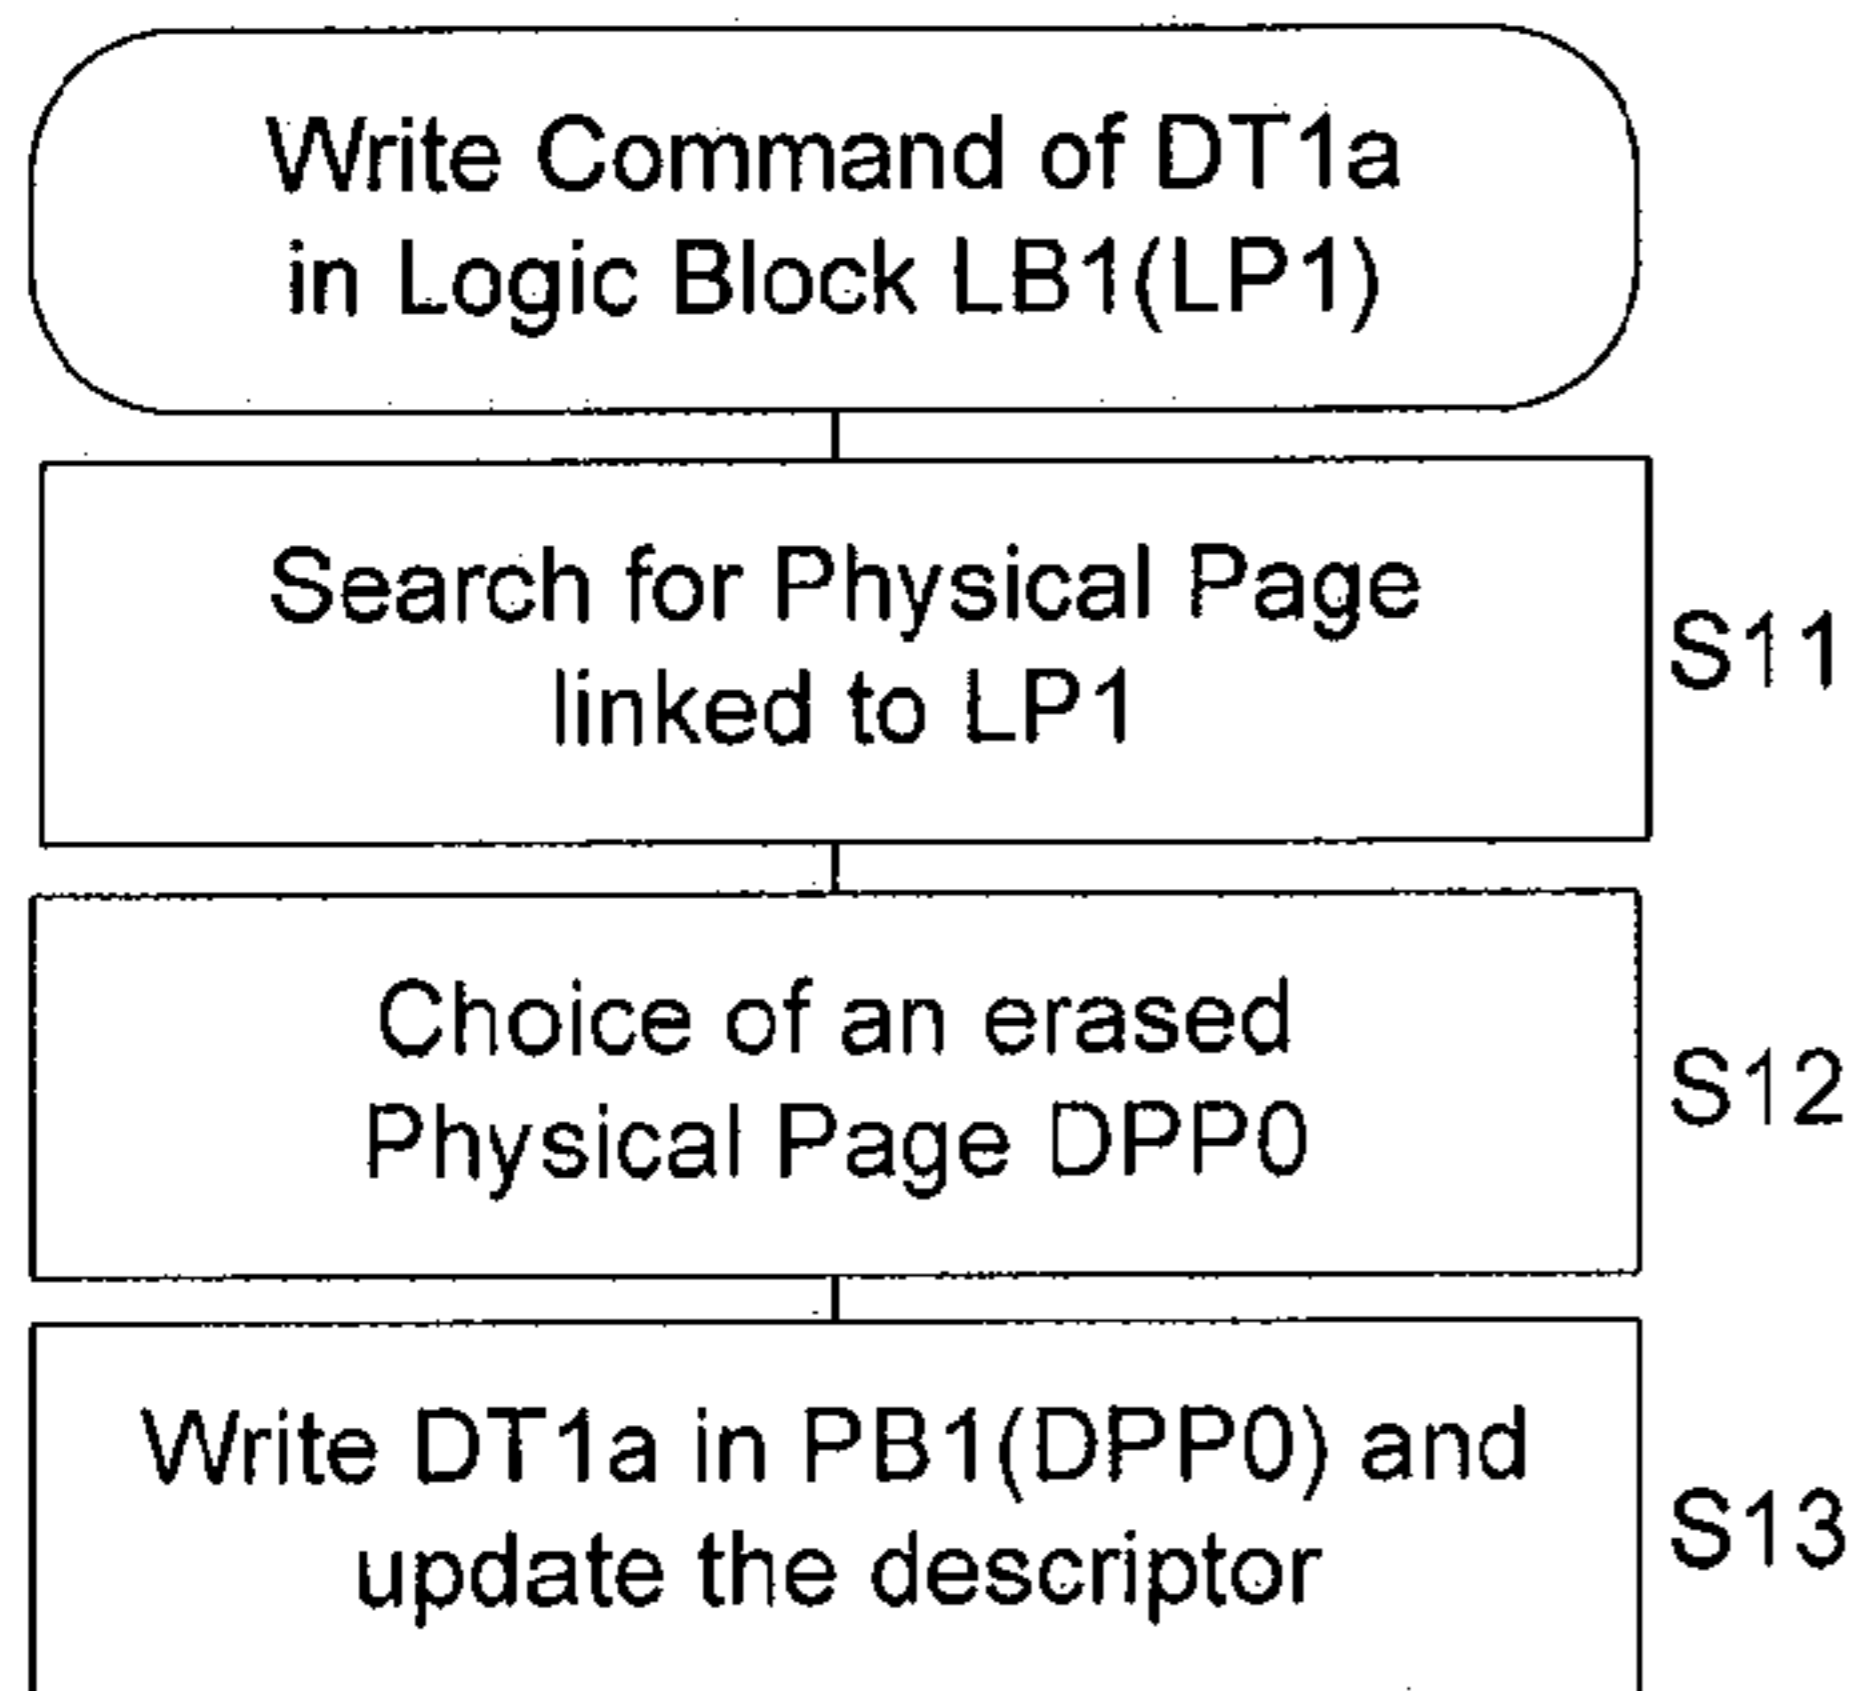 Write Command of DT1a
in Logic Block LB1(LP1)
Search for Physical Page
linked to LP1
S11
Choice of an erased
Physical Page DPP0
S12
Write DT1a in PB1(DPP0) and
update the descriptor
S13